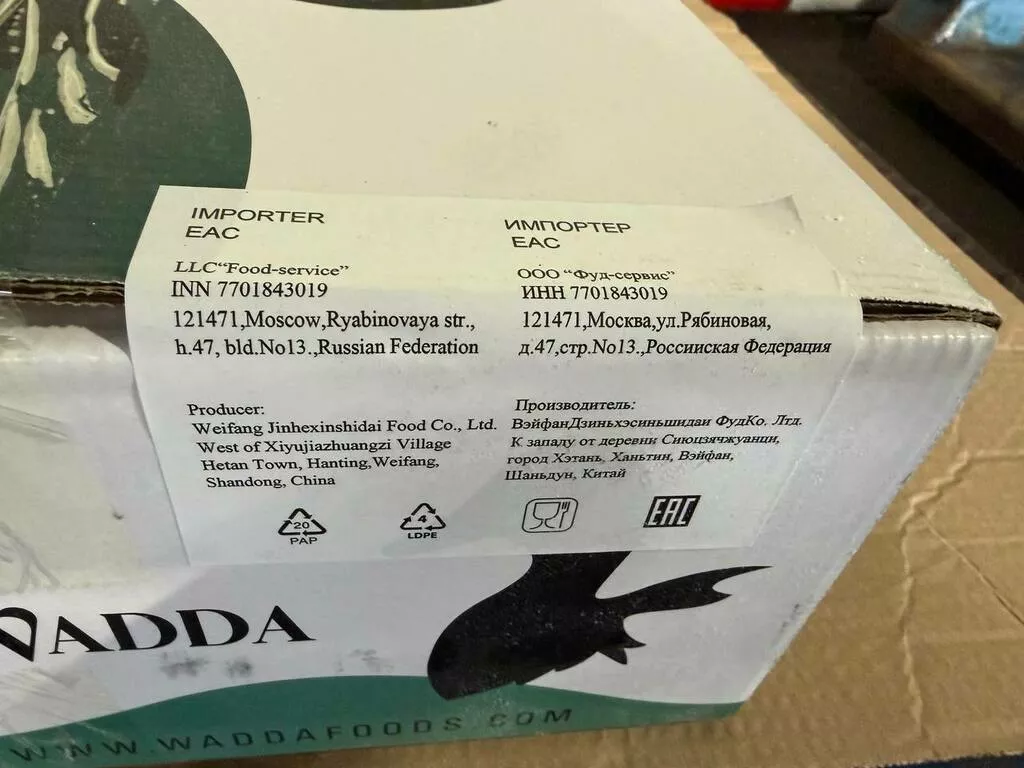 IMPORTER
EAC
LLC“Food-service”
INN 7701843019
121471,Moscow,Ryabinovaya str.,
h.47, bld.No13.,Russian Federation
Producer:
Weifang Jinhexinshidai Food Co., Ltd.
West of Xiyujiazhuangzi Village
Hetan Town, Hanting,Weifang,
Shandong, China
ИМПОРТЕР
ЕАС
ООО “Фуд-сервис”
ИНН 7701843019
121471,Москва,ул.Рябиновая,
д.47,стр.No13.,Россииская Федерация
Производитель:
ВэйфанДзиньхэсиньшидаи ФудКо. Лтд.
К западу от деревни Сиюцзячжуанци,
город Хэтань, Ханьтин, Вэйфан,
Шаньдун, Китай
20
PAP
4
LDPE
EAC
WADDA
WWW.WADDAFOODS.COM